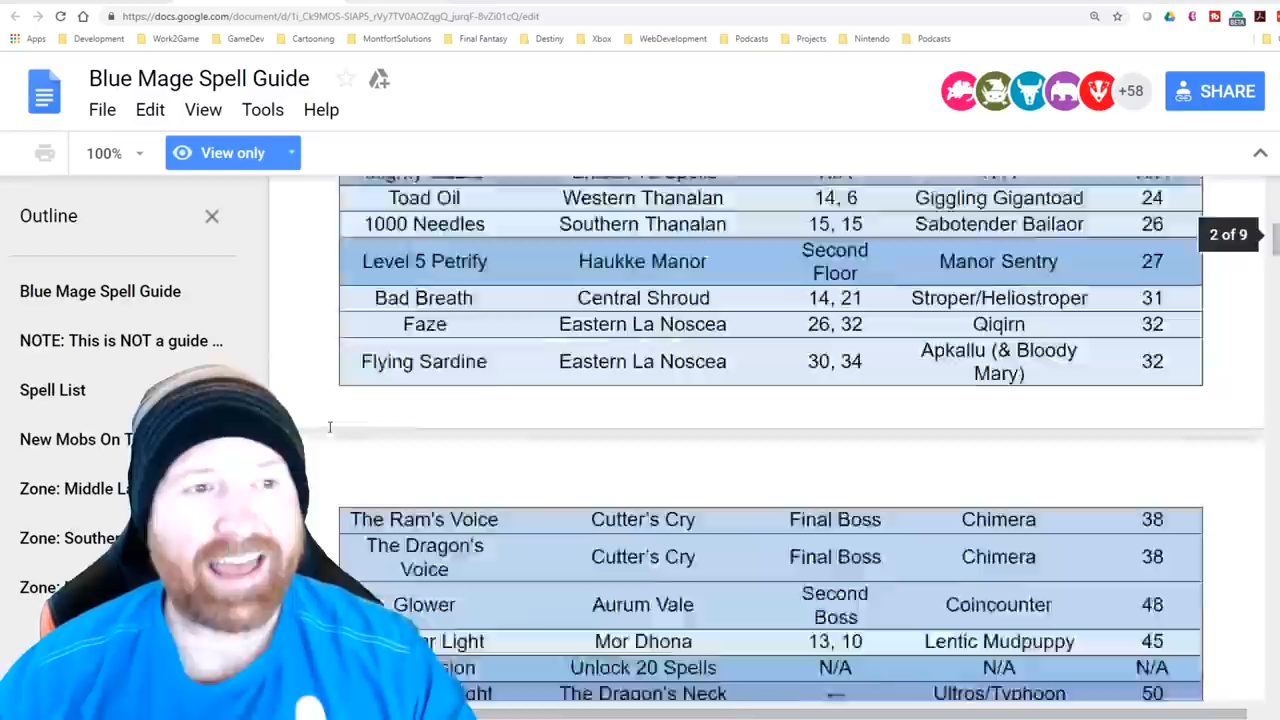 https://docs.google.com/document/d/1i_Ck9MOS-SIAP5_rVy7TV0AOZqgQ_jurqF-8vZi01cQ/edit
Apps Development Work2Game GameDev Cartooning MontfortSolutions Final Fantasy Destiny Xbox WebDevelopment Podcasts Projects Nintendo Podcasts
BETA
Blue Mage Spell Guide
File Edit View Tools Help
+58
SHARE
100% View only
Outline
Blue Mage Spell Guide
NOTE: This is NOT a guide ...
Spell List
New Mobs On
Zone: Middle
Zone:
Zone:
2 of 9
Toad Oil Western Thanalan 14, 6 Giggling Gigantoad 24
1000 Needles Southern Thanalan 15, 15 Sabotender Bailaor 26
Level 5 Petrify Haukke Manor Second Floor Manor Sentry 27
Bad Breath Central Shroud 14, 21 Stroper/Heliostroper 31
Faze Eastern La Noscea 26, 32 Qiqirn 32
Flying Sardine Eastern La Noscea 30, 34 Apkallu (& Bloody Mary) 32
The Ram's Voice Cutter's Cry Final Boss Chimera 38
The Dragon's Voice Cutter's Cry Final Boss Chimera 38
Glower Aurum Vale Second Boss Coincounter 48
Light Mor Dhona 13, 10 Lentic Mudpuppy 45
Unlock 20 Spells N/A N/A N/A
The Dragon's Neck — Ultros/Typhoon 50